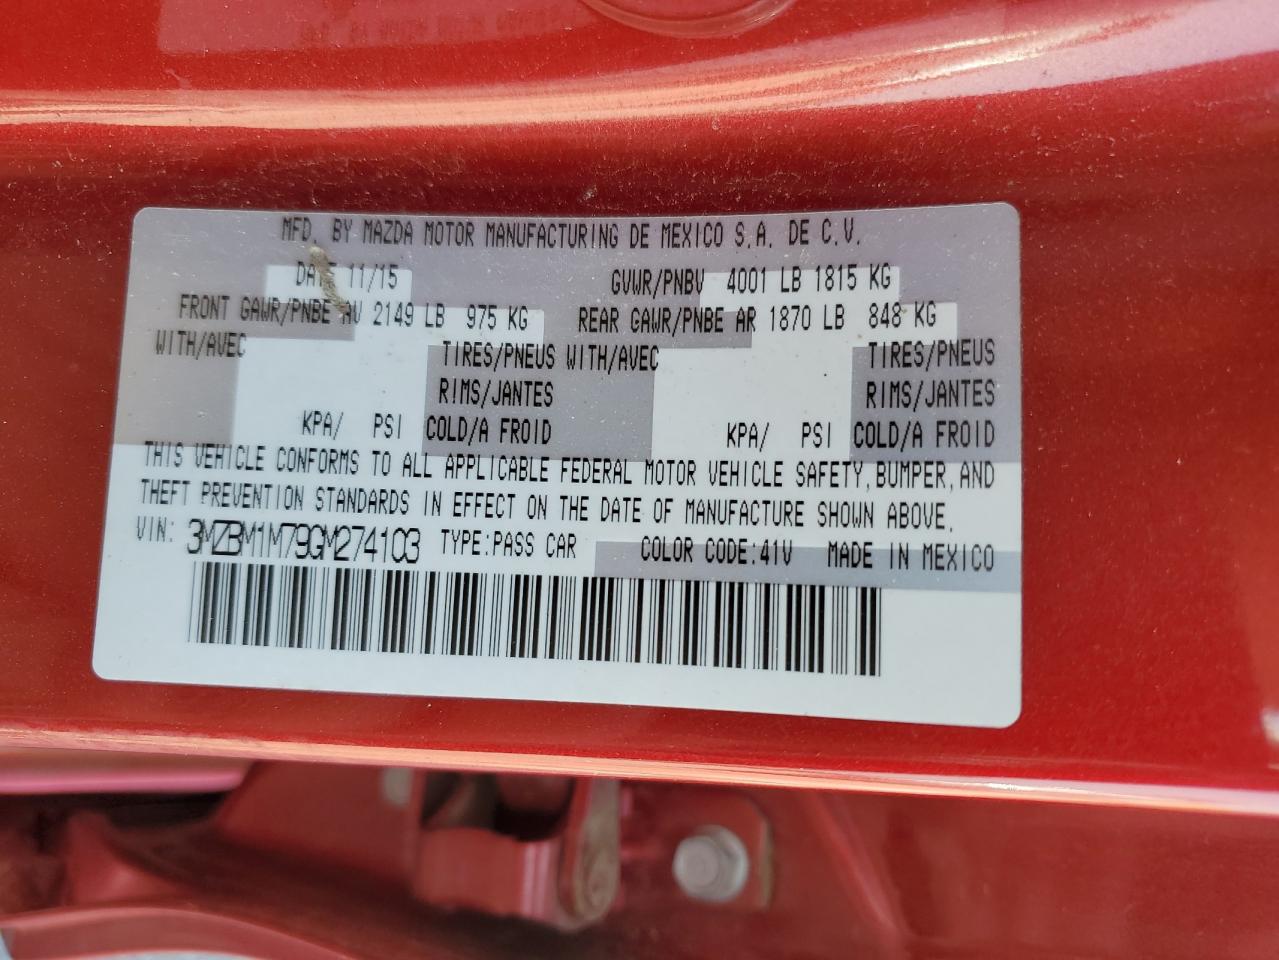 MFD. BY MAZDA MOTOR MANUFACTURING DE MEXICO S.A. DE C.V.
DATE 11/15 GVWR/PNBV 4001 LB 1815 KG
FRONT GAWR/PNBE AV 2149 LB 975 KG REAR GAWR/PNBE AR 1870 LB 848 KG
WITH/AVEC TIRES/PNEUS WITH/AVEC TIRES/PNEUS
RIMS/JANTES RIMS/JANTES
KPA/ PSI COLD/A FROID KPA/ PSI COLD/A FROID
THIS VEHICLE CONFORMS TO ALL APPLICABLE FEDERAL MOTOR VEHICLE SAFETY, BUMPER, AND
THEFT PREVENTION STANDARDS IN EFFECT ON THE DATE OF MANUFACTURE SHOWN ABOVE.
VIN: 3MZBM1M79GM274103 TYPE:PASS CAR COLOR CODE:41V MADE IN MEXICO